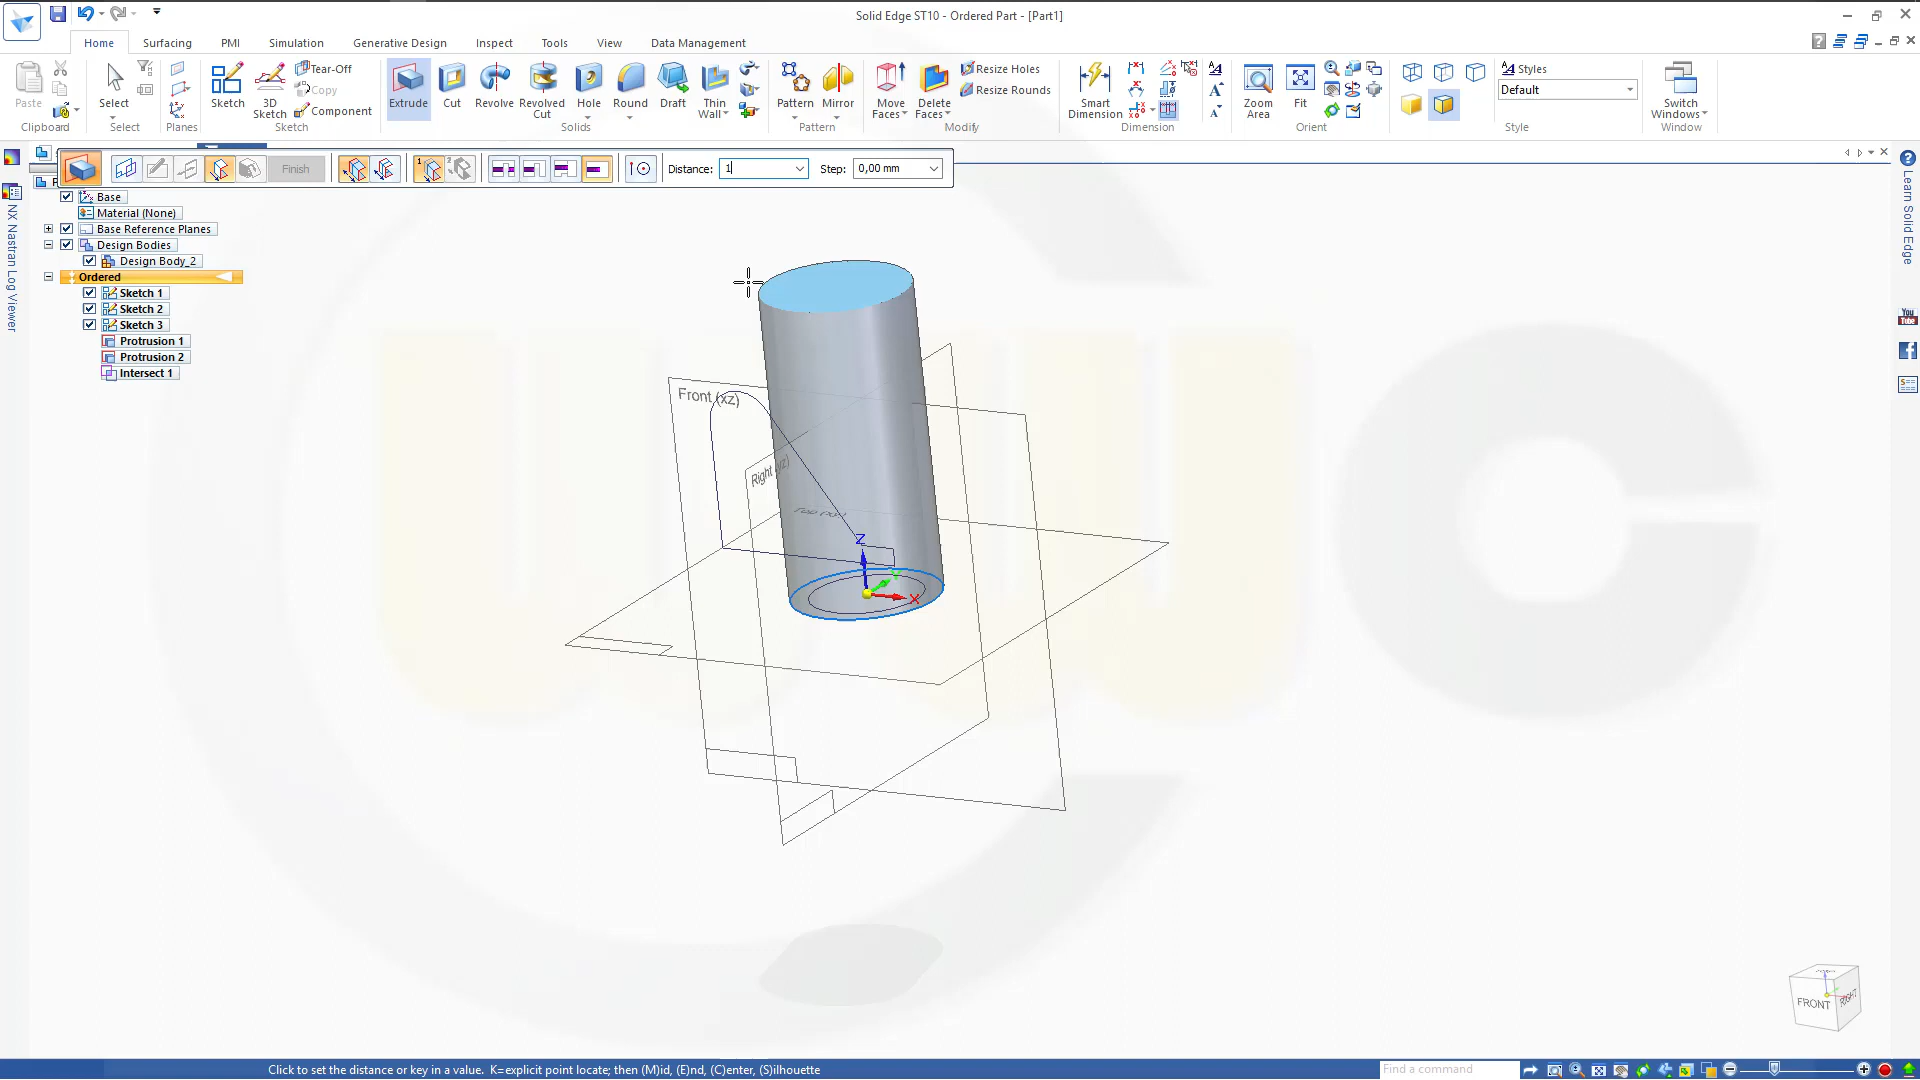 Solid Edge ST10 - Ordered Part - [Part1]
Home
Surfacing
PMI
Simulation
Generative Design
Inspect
Tools
View
Data Management
Paste
Clipboard
Select
Select
Planes
Sketch
3D
Sketch
Tear-Off
Copy
Component
Sketch
Extrude
Cut
Revolve
Revolved
Cut
Hole
Round
Draft
Thin
Wall
Solids
Pattern
Mirror
Pattern
Move
Faces
Delete
Faces
Resize Holes
Resize Rounds
Modify
Smart
Dimension
Dimension
Zoom
Area
Fit
Orient
Styles
Default
Style
Switch
Windows
Window
Finish
Distance: 1
Step: 0,00 mm
Base
Material (None)
Base Reference Planes
Design Bodies
Design Body_2
Ordered
Sketch 1
Sketch 2
Sketch 3
Protrusion 1
Protrusion 2
Intersect 1
NX Nastran Log Viewer
Learn Solid Edge
You
Tube
Front (xz)
Z
X
FRONT
RIGHT
Click to set the distance or key in a value. K=explicit point locate; then (M)id, (E)nd, (C)enter, (S)ilhouette
Find a command